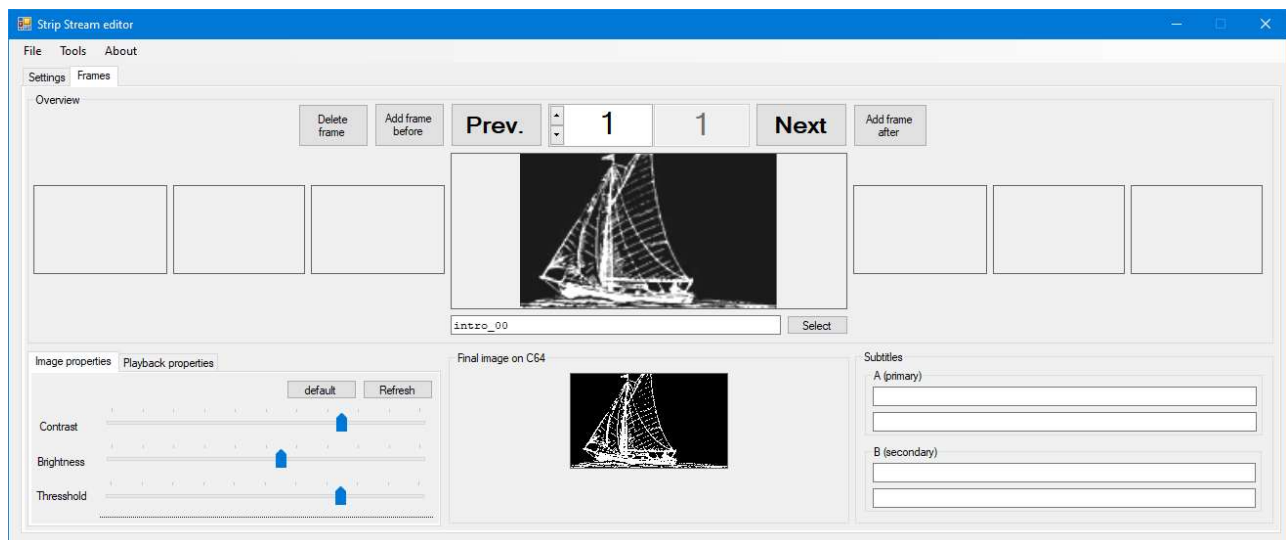 Strip Stream editor
File Tools About
Settings Frames
Overview
Delete frame
Add frame before
Prev.
1
1
Next
Add frame after
intro_00
Select
Image properties Playback properties
default Refresh
Contrast
Brightness
Thresshold
Final image on C64
Subtitles
A (primary)
B (secondary)